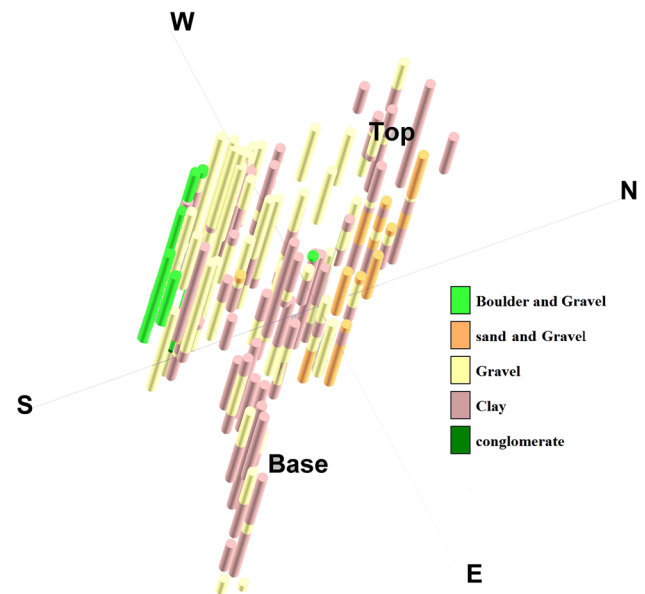 W
Top
N
Boulder and Gravel
sand and Gravel
Gravel
Clay
conglomerate
S
Base
E